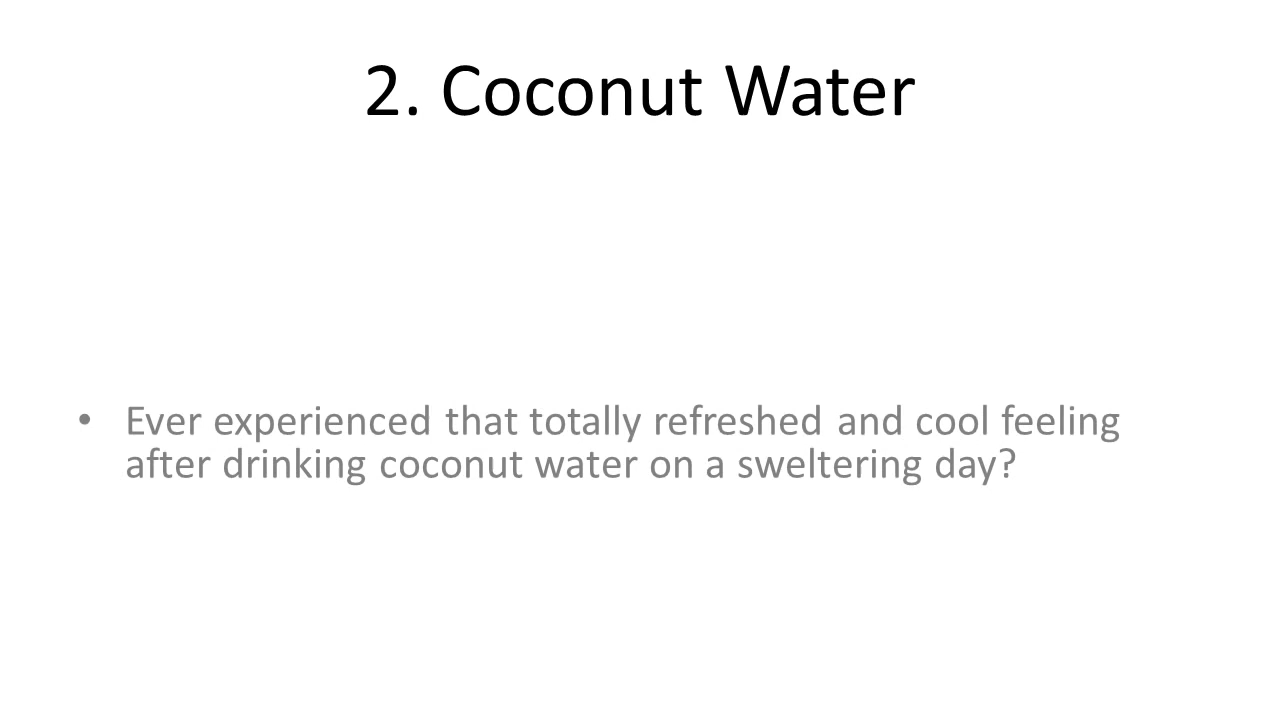 2. Coconut Water
• Ever experienced that totally refreshed and cool feeling
after drinking coconut water on a sweltering day?